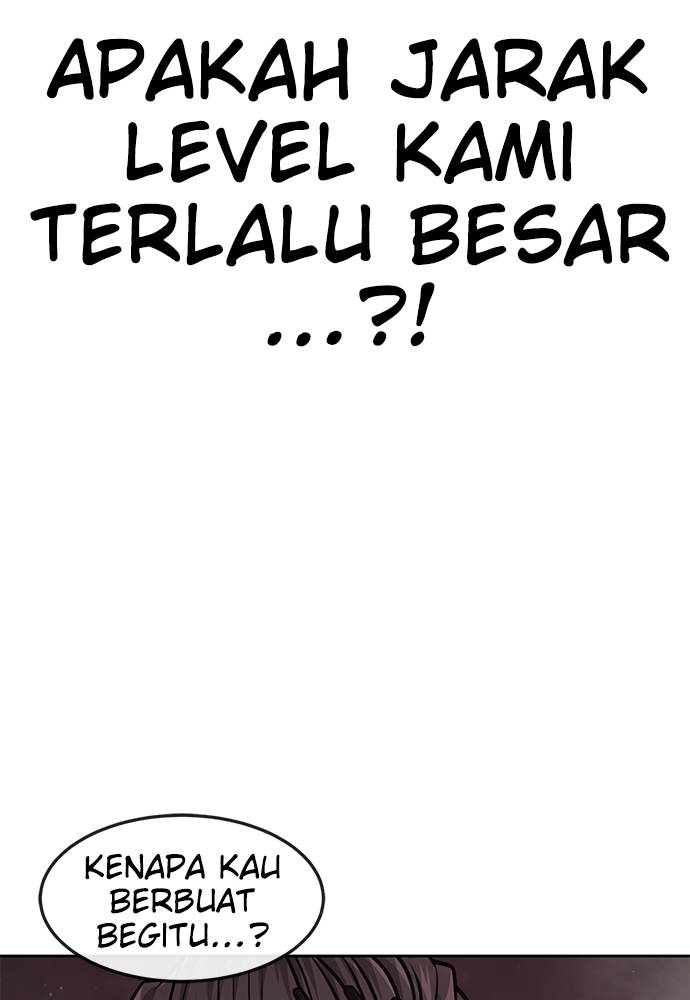 APAKAH JARAK
LEVEL KAMI
TERLALU BESAR
...?!
KENAPA KAU
BERBUAT
BEGITU...?